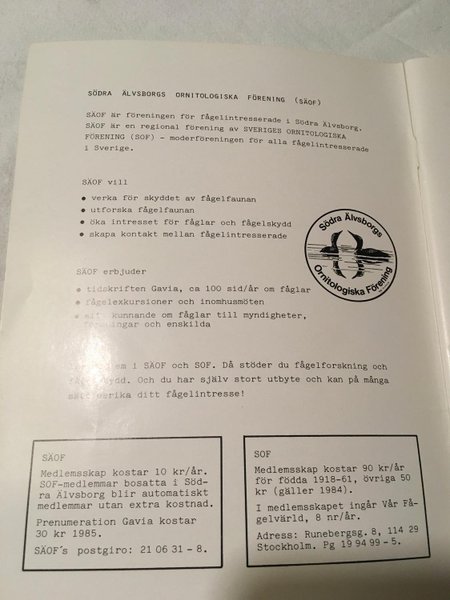 SÖDRA ÄLVSBORGS ORNITOLOGISKA FÖRENING (SÄOF)
SÄOF är föreningen för fågelintresserade i Södra Älvsborg.
SÄOF är en regional förening av SVERIGES ORNITOLOGISKA
FÖRENING (SOF) - moderföreningen för alla fågelintresserade
i Sverige.
SÄOF vill
• verka för skyddet av fågelfaunan
• utforska fågelfaunan
• öka intresset för fåglar och fågelskydd
• skapa kontakt mellan fågelintresserade
Södra Älvsborgs
Ornitologiska Förening
SÄOF erbjuder
• tidskriften Gavia, ca 100 sid/år om fåglar
• fågelexkursioner och inomhusmöten
• kunnande om fåglar till myndigheter,
föreningar och enskilda
i SÄOF och SOF. Då stöder du fågelforskning och
Och du har själv stort utbyte och kan på många
berika ditt fågelintresse!
SÄOF
Medlemsskap kostar 10 kr/år.
SOF-medlemmar bosatta i Söd-
ra Älvsborg blir automatiskt
medlemmar utan extra kostnad.
Prenumeration Gavia kostar
30 kr 1985.
SÄOF´s postgiro: 21 06 31 - 8.
SOF
Medlemsskap kostar 90 kr/år
för födda 1918-61, övriga 50
kr (gäller 1984).
I medlemsskapet ingår Vår Få-
gelvärld, 8 nr/år.
Adress: Runebergsg. 8, 114 29
Stockholm. Pg 19 94 99 - 5.